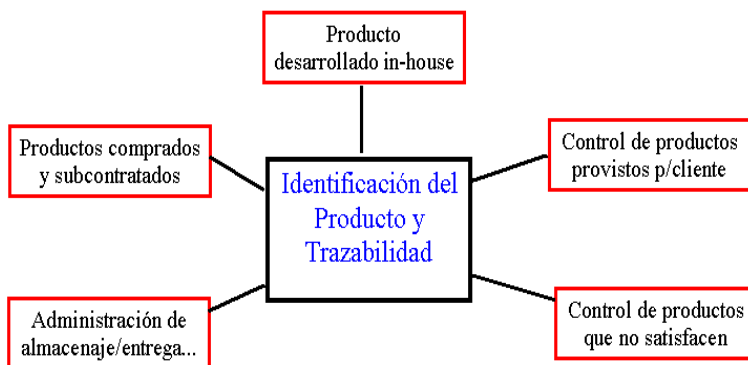 Producto
desarrollado in-house
Productos comprados
y subcontratados
Control de productos
provistos p/cliente
Identificación del
Producto y
Trazabilidad
Administración de
almacenaje/entrega...
Control de productos
que no satisfacen